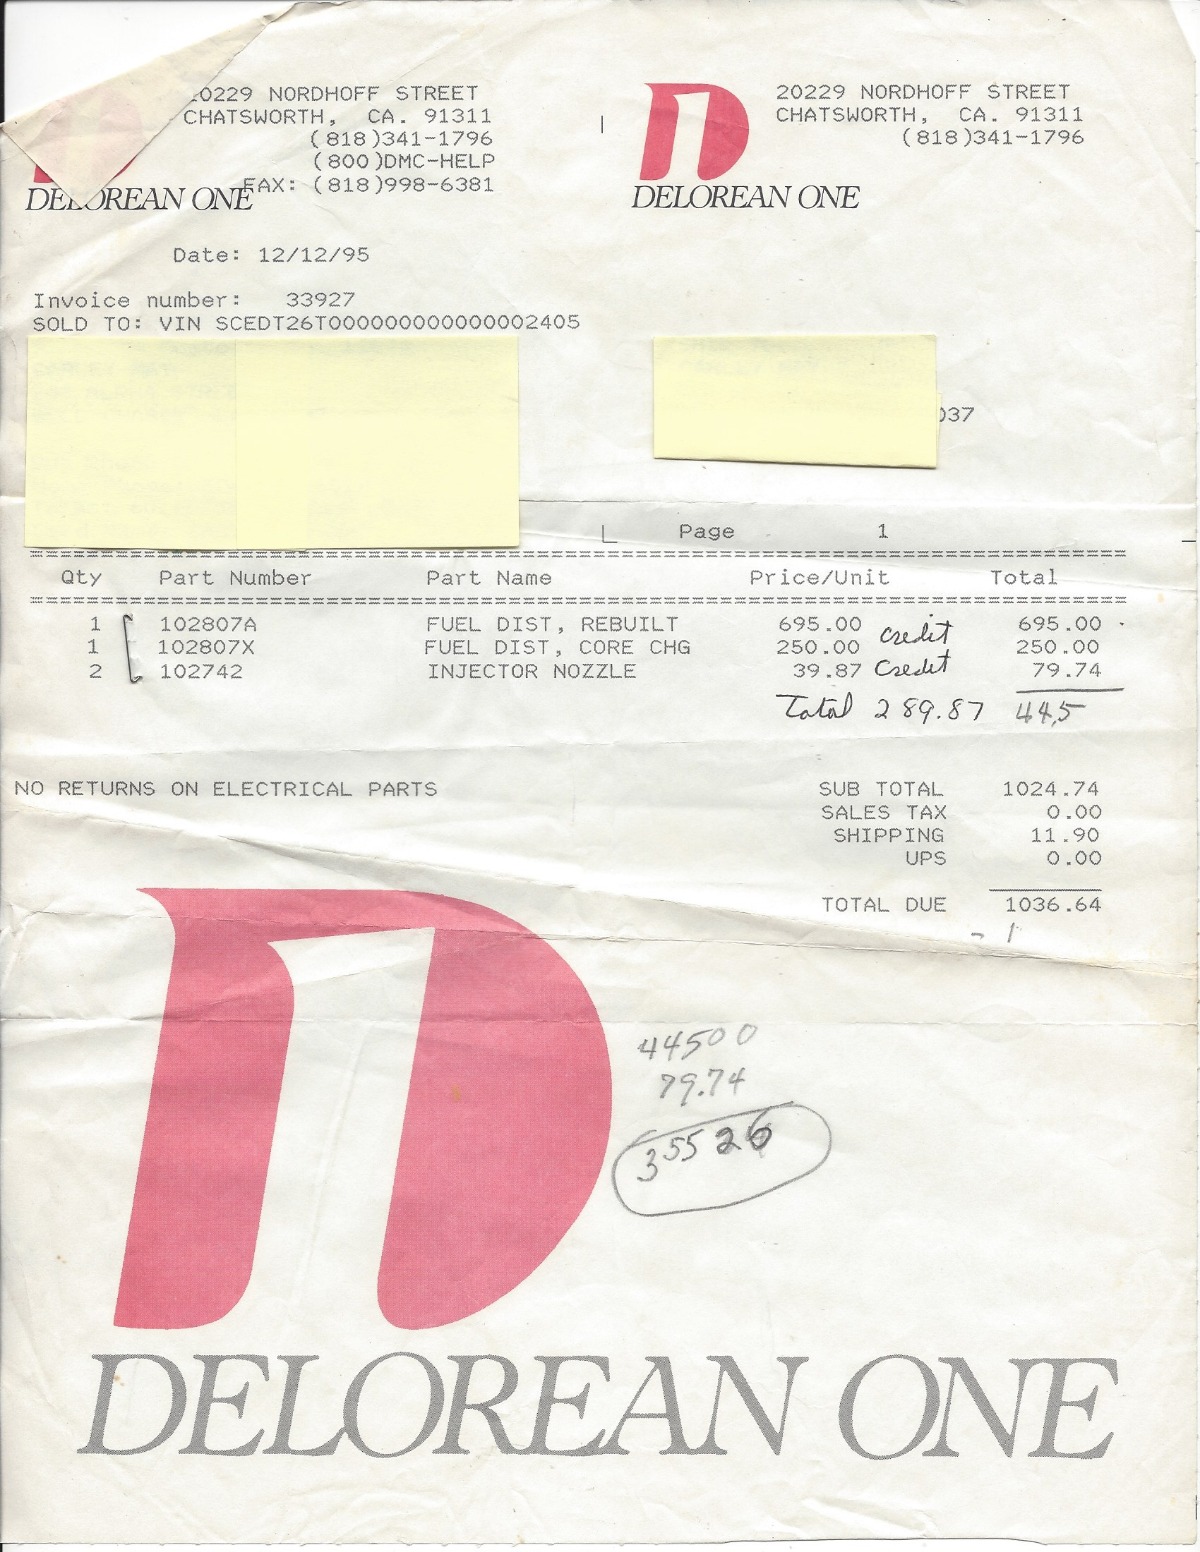 20229 NORDHOFF STREET
CHATSWORTH, CA. 91311
(818)341-1796
(800)DMC-HELP
FAX: (818)998-6381
DELOREAN ONE
20229 NORDHOFF STREET
CHATSWORTH, CA. 91311
(818)341-1796
DELOREAN ONE
Date: 12/12/95
Invoice number: 33927
SOLD TO: VIN SCEDT26T0000000000000002405
037
Page 1
Qty Part Number Part Name Price/Unit Total
1 102807A FUEL DIST, REBUILT 695.00 695.00
1 102807X FUEL DIST, CORE CHG 250.00 credit 250.00
2 102742 INJECTOR NOZZLE 39.87 Credit 79.74
Total 289.87 445
NO RETURNS ON ELECTRICAL PARTS
SUB TOTAL 1024.74
SALES TAX 0.00
SHIPPING 11.90
UPS 0.00
TOTAL DUE 1036.64
- 1
44500
79.74
35526
DELOREAN ONE